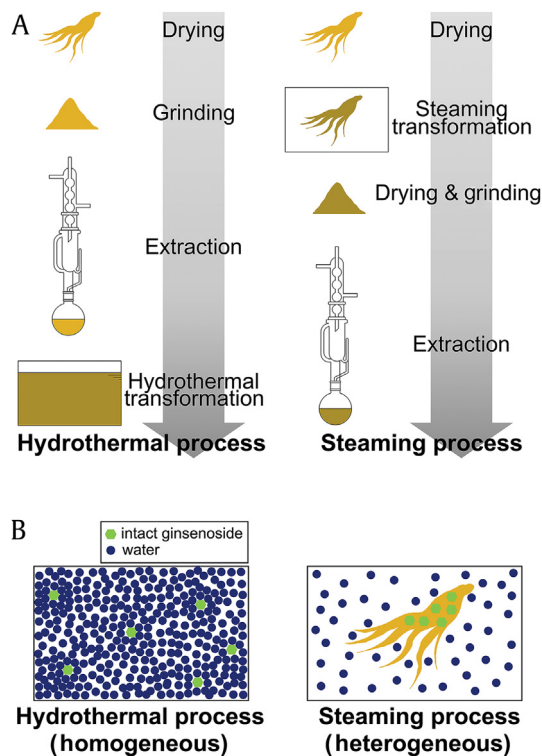 A
Drying
Grinding
Extraction
Hydrothermal
transformation
Hydrothermal process
Drying
Steaming
transformation
Drying & grinding
Extraction
Steaming process
B
intact ginsenoside
water
Hydrothermal process
(homogeneous)
Steaming process
(heterogeneous)